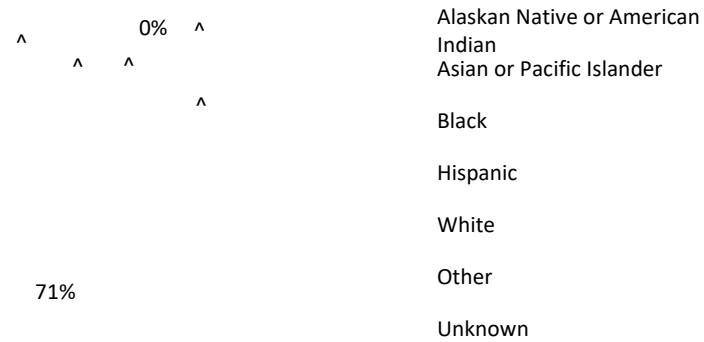 0%
^
^
^
^
^
71%
Alaskan Native or American
Indian
Asian or Pacific Islander
Black
Hispanic
White
Other
Unknown